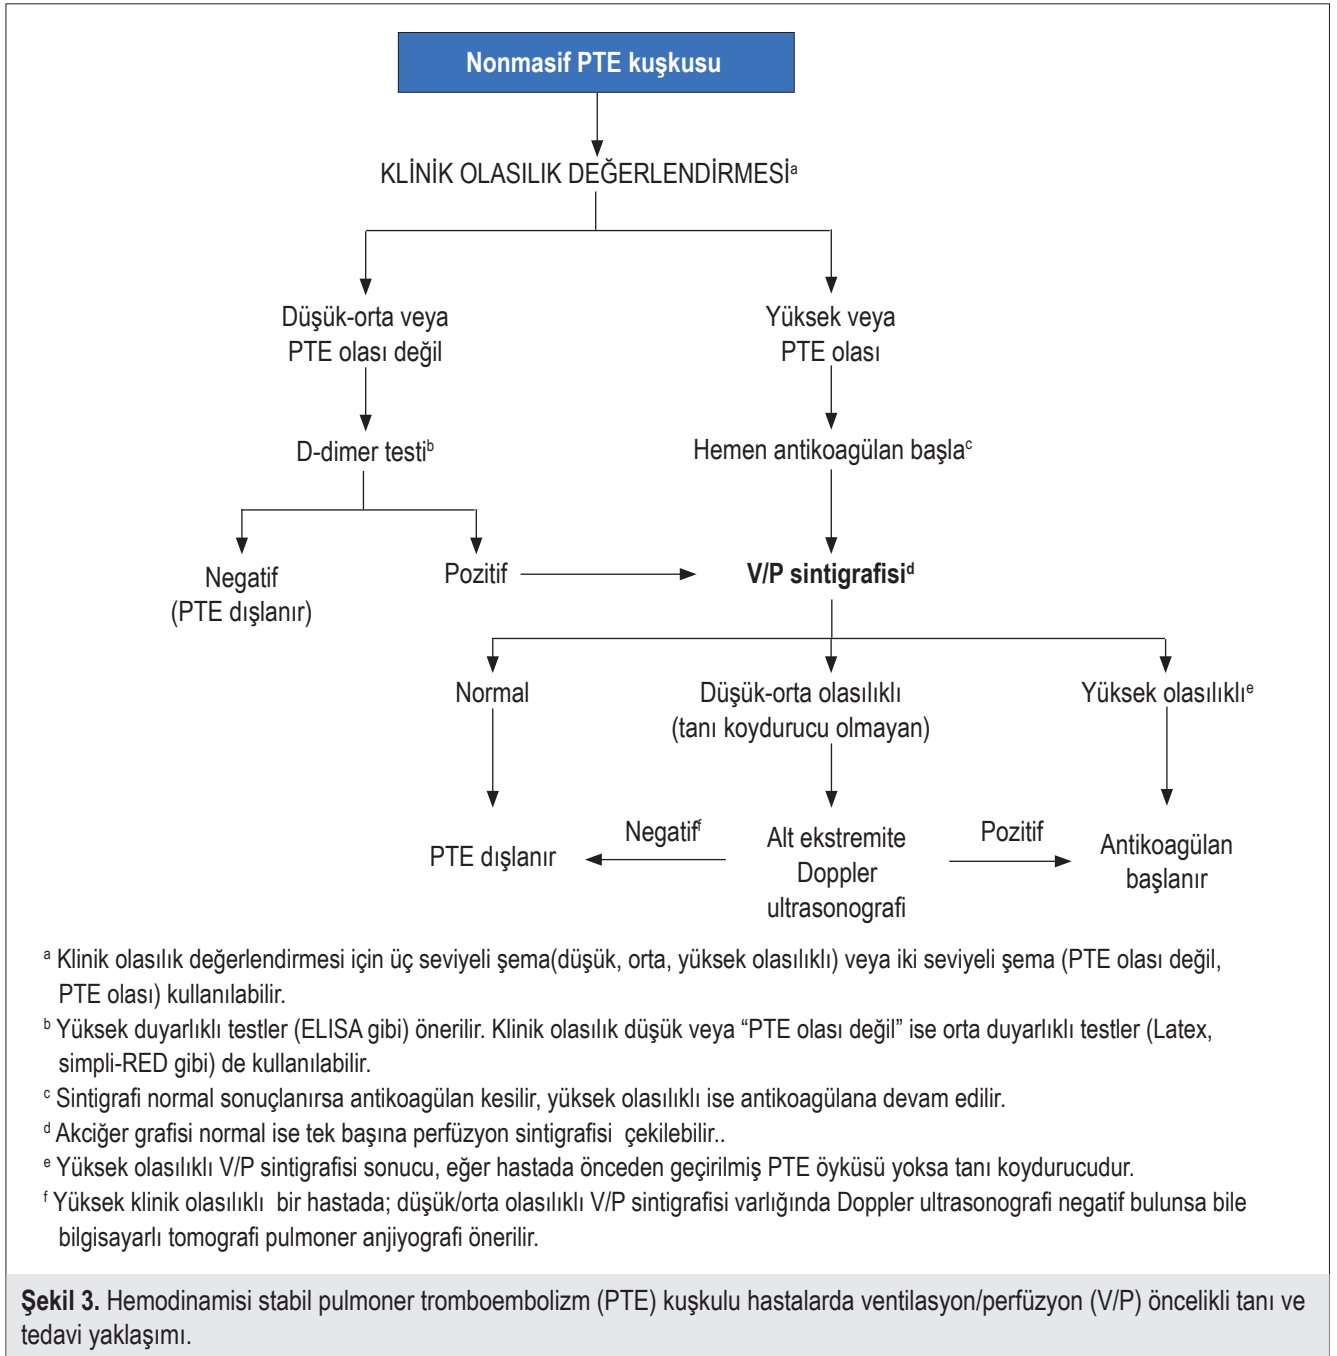 Nonmasif PTE kuşkusu
KLİNİK OLASILIK DEĞERLENDİRMESİᵃ
Düşük-orta veya
PTE olası değil
Yüksek veya
PTE olası
D-dimer testiᵇ
Hemen antikoagülan başlaᶜ
Negatif
(PTE dışlanır)
Pozitif
V/P sintigrafisiᵈ
Normal
Düşük-orta olasılıklı
(tanı koydurucu olmayan)
Yüksek olasılıklıᵉ
PTE dışlanır
Negatifᶠ
Alt ekstremite
Doppler
ultrasonografi
Pozitif
Antikoagülan
başlanır
ᵃ Klinik olasılık değerlendirmesi için üç seviyeli şema(düşük, orta, yüksek olasılıklı) veya iki seviyeli şema (PTE olası değil,
PTE olası) kullanılabilir.
ᵇ Yüksek duyarlıklı testler (ELISA gibi) önerilir. Klinik olasılık düşük veya “PTE olası değil” ise orta duyarlıklı testler (Latex,
simpli-RED gibi) de kullanılabilir.
ᶜ Sintigrafi normal sonuçlanırsa antikoagülan kesilir, yüksek olasılıklı ise antikoagülana devam edilir.
ᵈ Akciğer grafisi normal ise tek başına perfüzyon sintigrafisi  çekilebilir..
ᵉ Yüksek olasılıklı V/P sintigrafisi sonucu, eğer hastada önceden geçirilmiş PTE öyküsü yoksa tanı koydurucudur.
ᶠ Yüksek klinik olasılıklı  bir hastada; düşük/orta olasılıklı V/P sintigrafisi varlığında Doppler ultrasonografi negatif bulunsa bile
bilgisayarlı tomografi pulmoner anjiyografi önerilir.
Şekil 3. Hemodinamisi stabil pulmoner tromboembolizm (PTE) kuşkulu hastalarda ventilasyon/perfüzyon (V/P) öncelikli tanı ve
tedavi yaklaşımı.